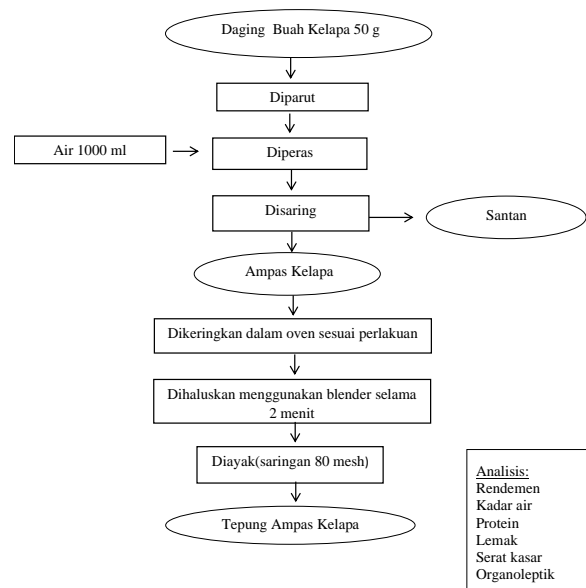 Daging Buah Kelapa 50 g
Diparut
Air 1000 ml
Diperas
Disaring
Santan
Ampas Kelapa
Dikeringkan dalam oven sesuai perlakuan
Dihaluskan menggunakan blender selama
2 menit
Diayak(saringan 80 mesh)
Tepung Ampas Kelapa
Analisis:
Rendemen
Kadar air
Protein
Lemak
Serat kasar
Organoleptik